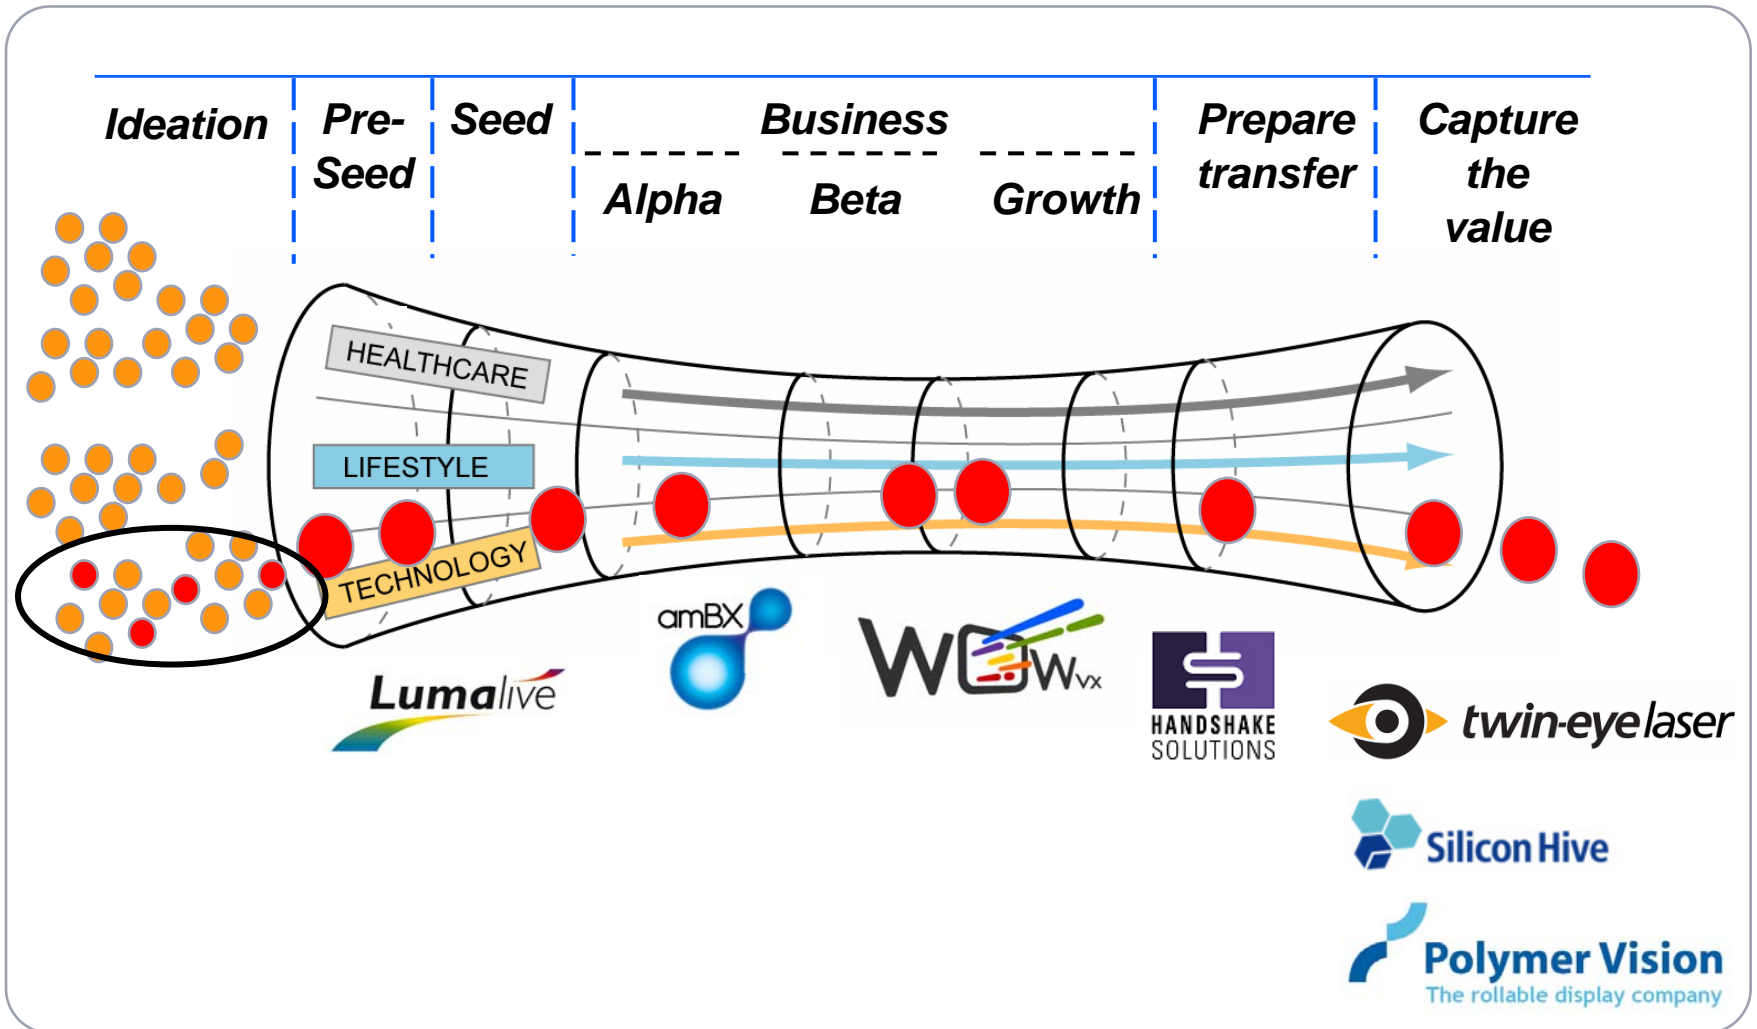 Ideation
Pre-
Seed
Seed
Business
Alpha
Beta
Growth
Prepare
transfer
Capture
the
value
HEALTHCARE
LIFESTYLE
TECHNOLOGY
Lumalive
amBX
WOWvx
HANDSHAKE
SOLUTIONS
twin-eye laser
Silicon Hive
Polymer Vision
The rollable display company